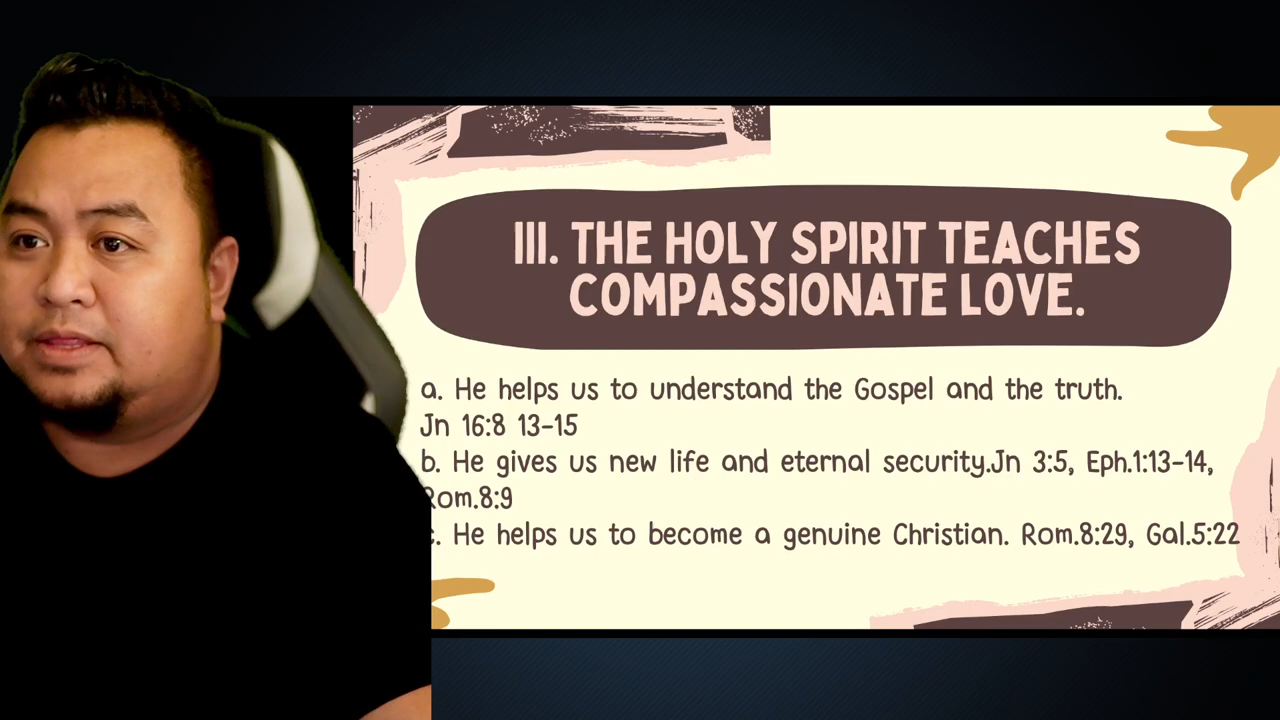 III. THE HOLY SPIRIT TEACHES
COMPASSIONATE LOVE.
a. He helps us to understand the Gospel and the truth.
Jn 16:8 13-15
b. He gives us new life and eternal security.Jn 3:5, Eph.1:13-14,
Rom.8:9
c. He helps us to become a genuine Christian. Rom.8:29, Gal.5:22